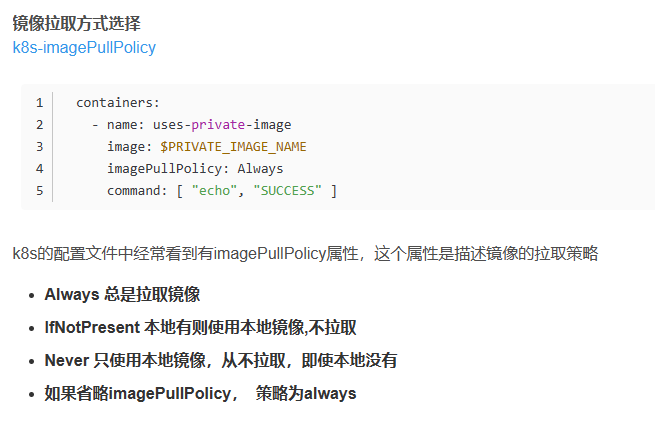 镜像拉取方式选择
k8s-imagePullPolicy
1 containers:
2 - name: uses-private-image
3 image: $PRIVATE_IMAGE_NAME
4 imagePullPolicy: Always
5 command: [ "echo", "SUCCESS" ]
k8s的配置文件中经常看到有imagePullPolicy属性，这个属性是描述镜像的拉取策略
• Always 总是拉取镜像
• IfNotPresent 本地有则使用本地镜像,不拉取
• Never 只使用本地镜像，从不拉取，即使本地没有
• 如果省略imagePullPolicy， 策略为always